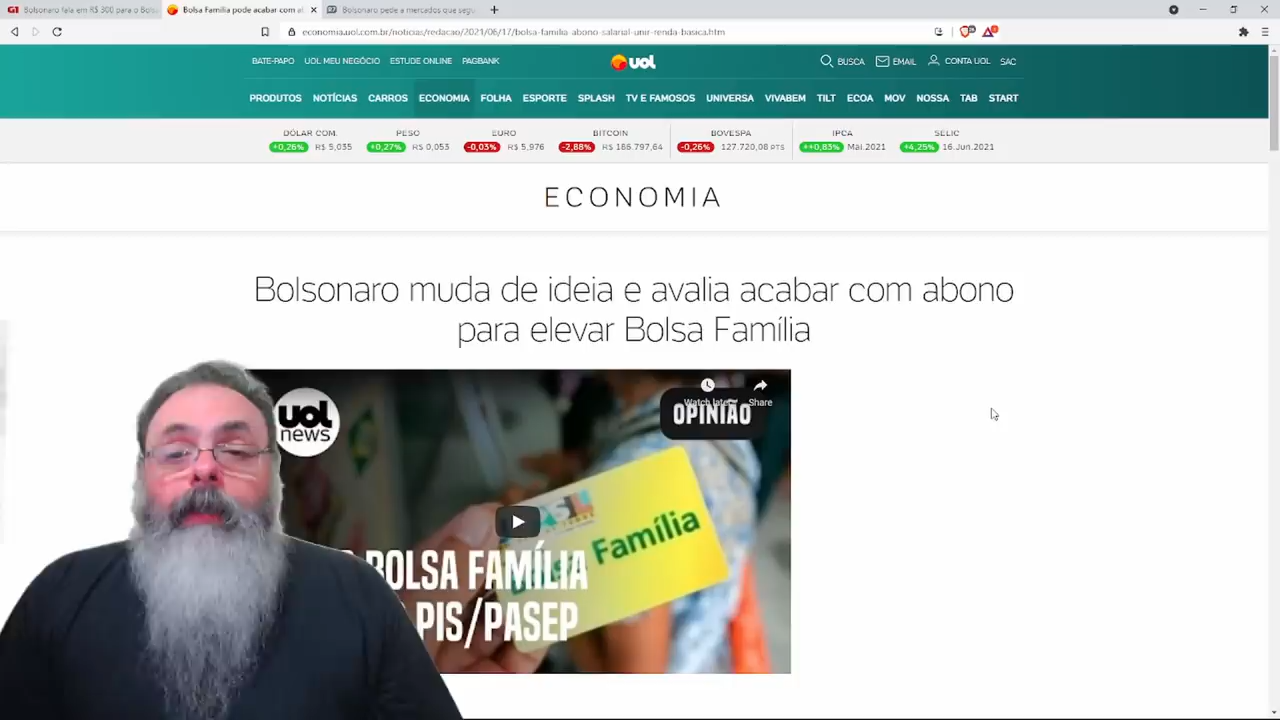 G1 Bolsonaro fala em R$ 300 para o Bols
Bolsa Família pode acabar com a
Bolsonaro pede a mercados que segu
economia.uol.com.br/noticias/redacao/2021/06/17/bolsa-familia-abono-salarial-unir-renda-basica.htm
BATE-PAPO UOL MEU NEGÓCIO ESTUDE ONLINE PAGBANK
uol
BUSCA EMAIL CONTA UOL SAC
PRODUTOS NOTÍCIAS CARROS ECONOMIA FOLHA ESPORTE SPLASH TV E FAMOSOS UNIVERSA VIVABEM TILT ECOA MOV NOSSA TAB START
DÓLAR COM. PESO EURO BITCOIN BOVESPA IPCA SELIC
+0,26% R$ 5,035 +0,27% R$ 0,053 -0,03% R$ 5,976 -2,88% R$ 186.797,64 -0,26% 127.720,08 PTS ++0,83% Mai.2021 +4,25% 16.Jun.2021
ECONOMIA
Bolsonaro muda de ideia e avalia acabar com abono
para elevar Bolsa Família
uol
news
Watch later Share
OPINIÃO
Família
BOLSA FAMÍLIA
PIS/PASEP